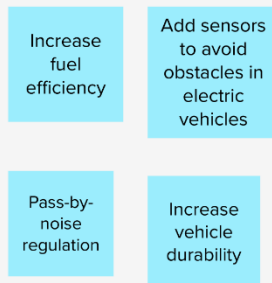 Increase
fuel
efficiency
Add sensors
to avoid
obstacles in
electric
vehicles
Pass-by-
noise
regulation
Increase
vehicle
durability